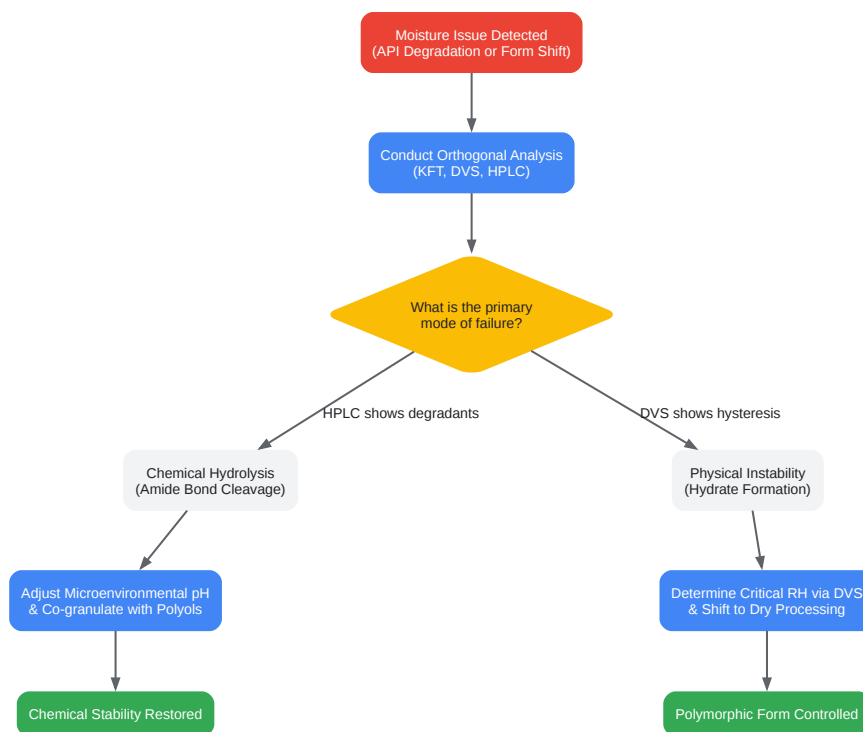 Moisture Issue Detected
(API Degradation or Form Shift)
Conduct Orthogonal Analysis
(KFT, DVS, HPLC)
What is the primary
mode of failure?
HPLC shows degradants
DVS shows hysteresis
Chemical Hydrolysis
(Amide Bond Cleavage)
Physical Instability
(Hydrate Formation)
Adjust Microenvironmental pH
& Co-granulate with Polyols
Determine Critical RH via DVS
& Shift to Dry Processing
Chemical Stability Restored
Polymorphic Form Controlled